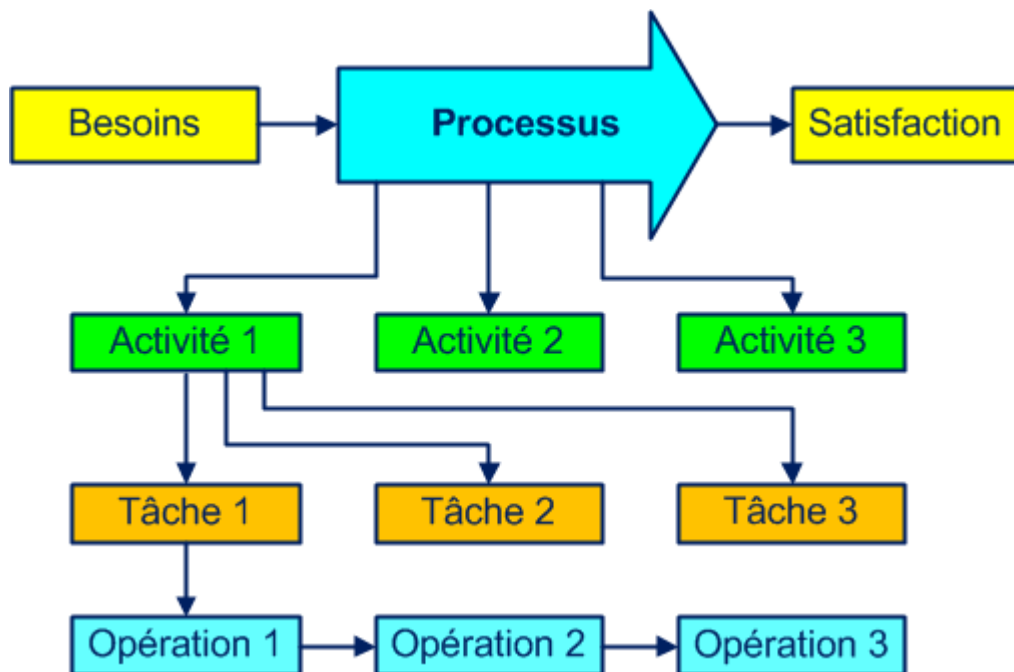 Besoins
Processus
Satisfaction
Activité 1
Activité 2
Activité 3
Tâche 1
Tâche 2
Tâche 3
Opération 1
Opération 2
Opération 3